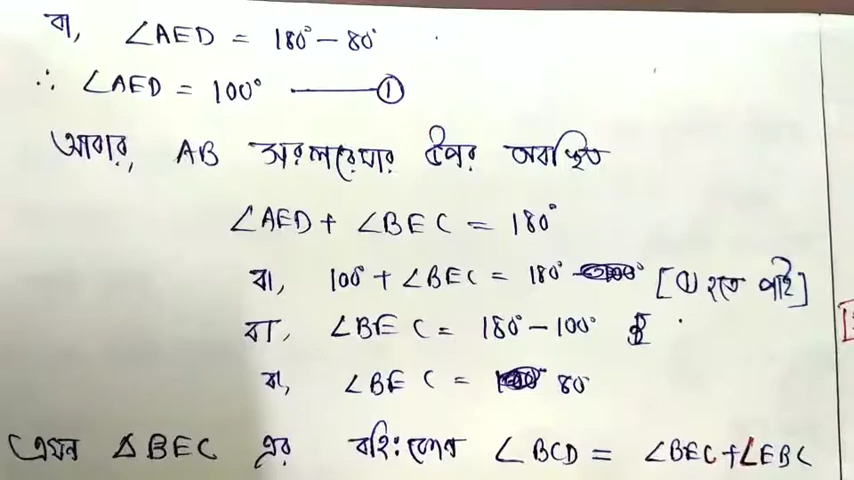 বা, ∠AED = 180° − 80°
∴ ∠AED = 100° ——— ①
আবার, AB সরলরেখার উপর অবস্থিত
∠AED + ∠BEC = 180°
বা, 100° + ∠BEC = 180° [① হতে পাই]
বা, ∠BEC = 180° − 100°
বা, ∠BEC = 80°
এখন ΔBEC এর বহিঃকোণ ∠BCD = ∠BEC + ∠EBC